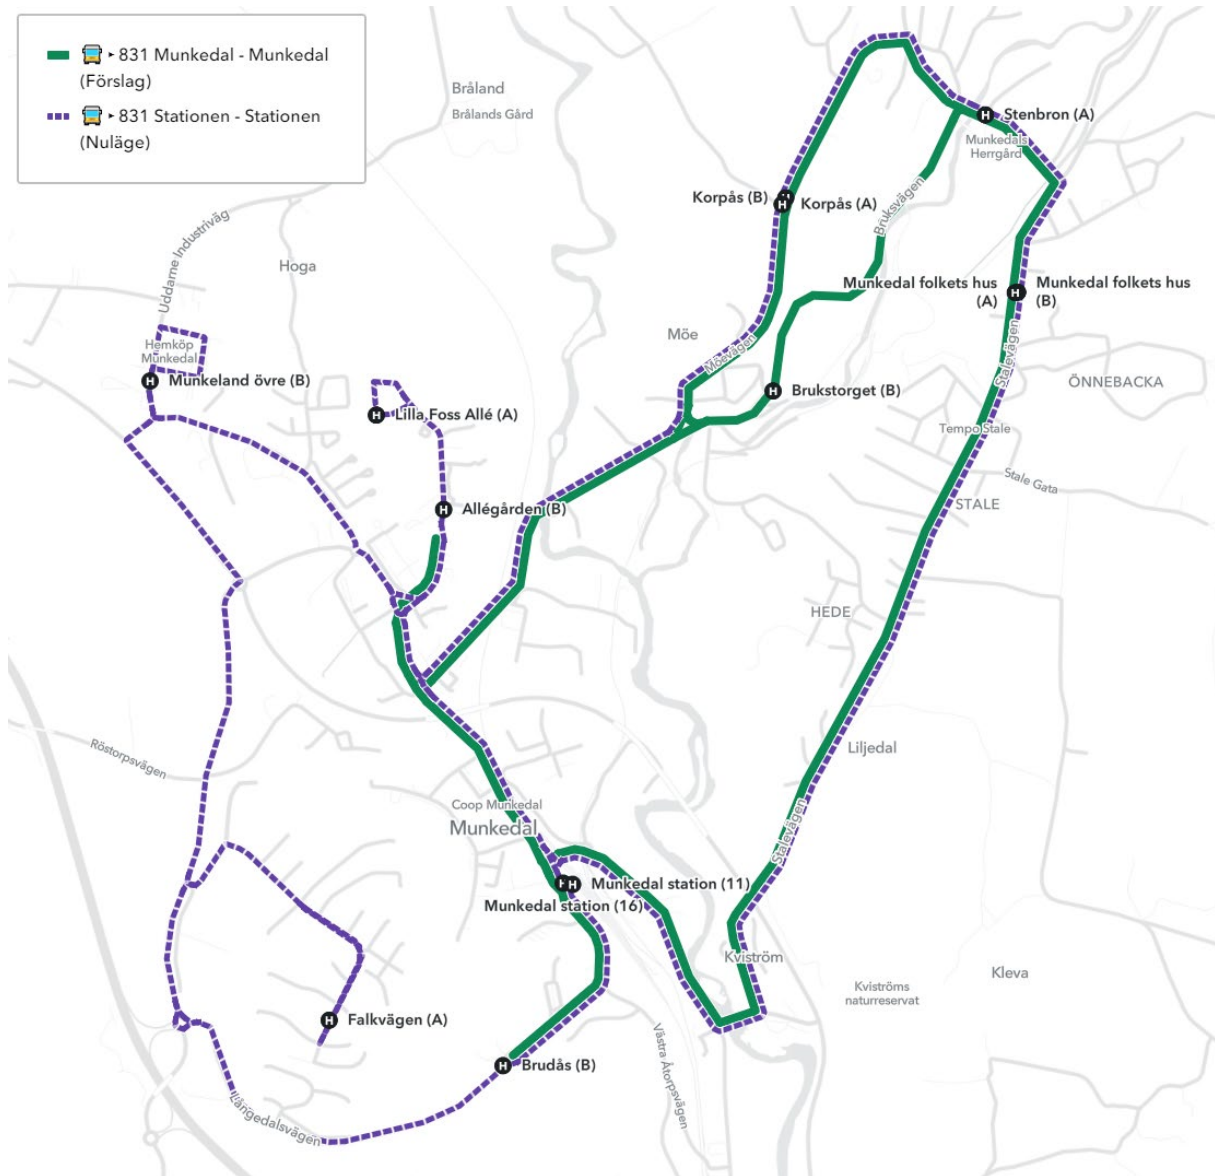 831 Munkedal - Munkedal
(Förslag)
831 Stationen - Stationen
(Nuläge)
Bråland
Brålands Gård
H Stenbron (A)
Munkedals
Herrgård
Korpås (B)
H Korpås (A)
Bruksvägen
Uddarne Industriväg
Hoga
Munkedal folkets hus
(A)
H
Munkedal folkets hus
(B)
Möe
Möevägen
Stalevägen
Hemköp
Munkedal
H Munkeland övre (B)
H Brukstorget (B)
ÖNNEBACKA
H Lilla Foss Allé (A)
Tempo Stale
Stale Gata
STALE
H Allégården (B)
HEDE
Röstorpsvägen
Liljedal
Coop Munkedal
Munkedal
Stalevägen
H H Munkedal station (11)
Munkedal station (16)
Kviström
Kleva
Kviströms
naturreservat
H Falkvägen (A)
Västra Åtorpsvägen
H Brudås (B)
Långedalsvägen